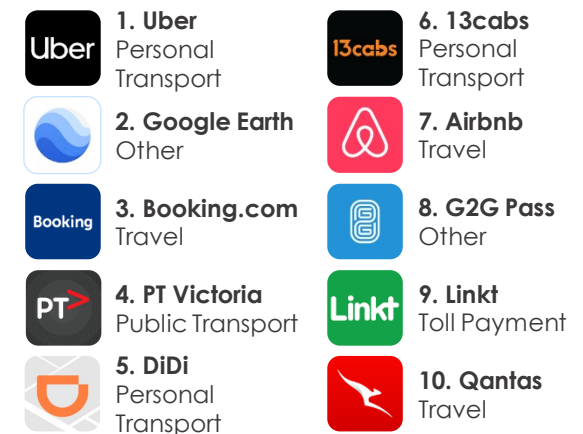 Uber
1. Uber
Personal
Transport
2. Google Earth
Other
Booking
3. Booking.com
Travel
PT>
4. PT Victoria
Public Transport
5. DiDi
Personal
Transport
13cabs
6. 13cabs
Personal
Transport
7. Airbnb
Travel
8. G2G Pass
Other
Linkt
9. Linkt
Toll Payment
10. Qantas
Travel